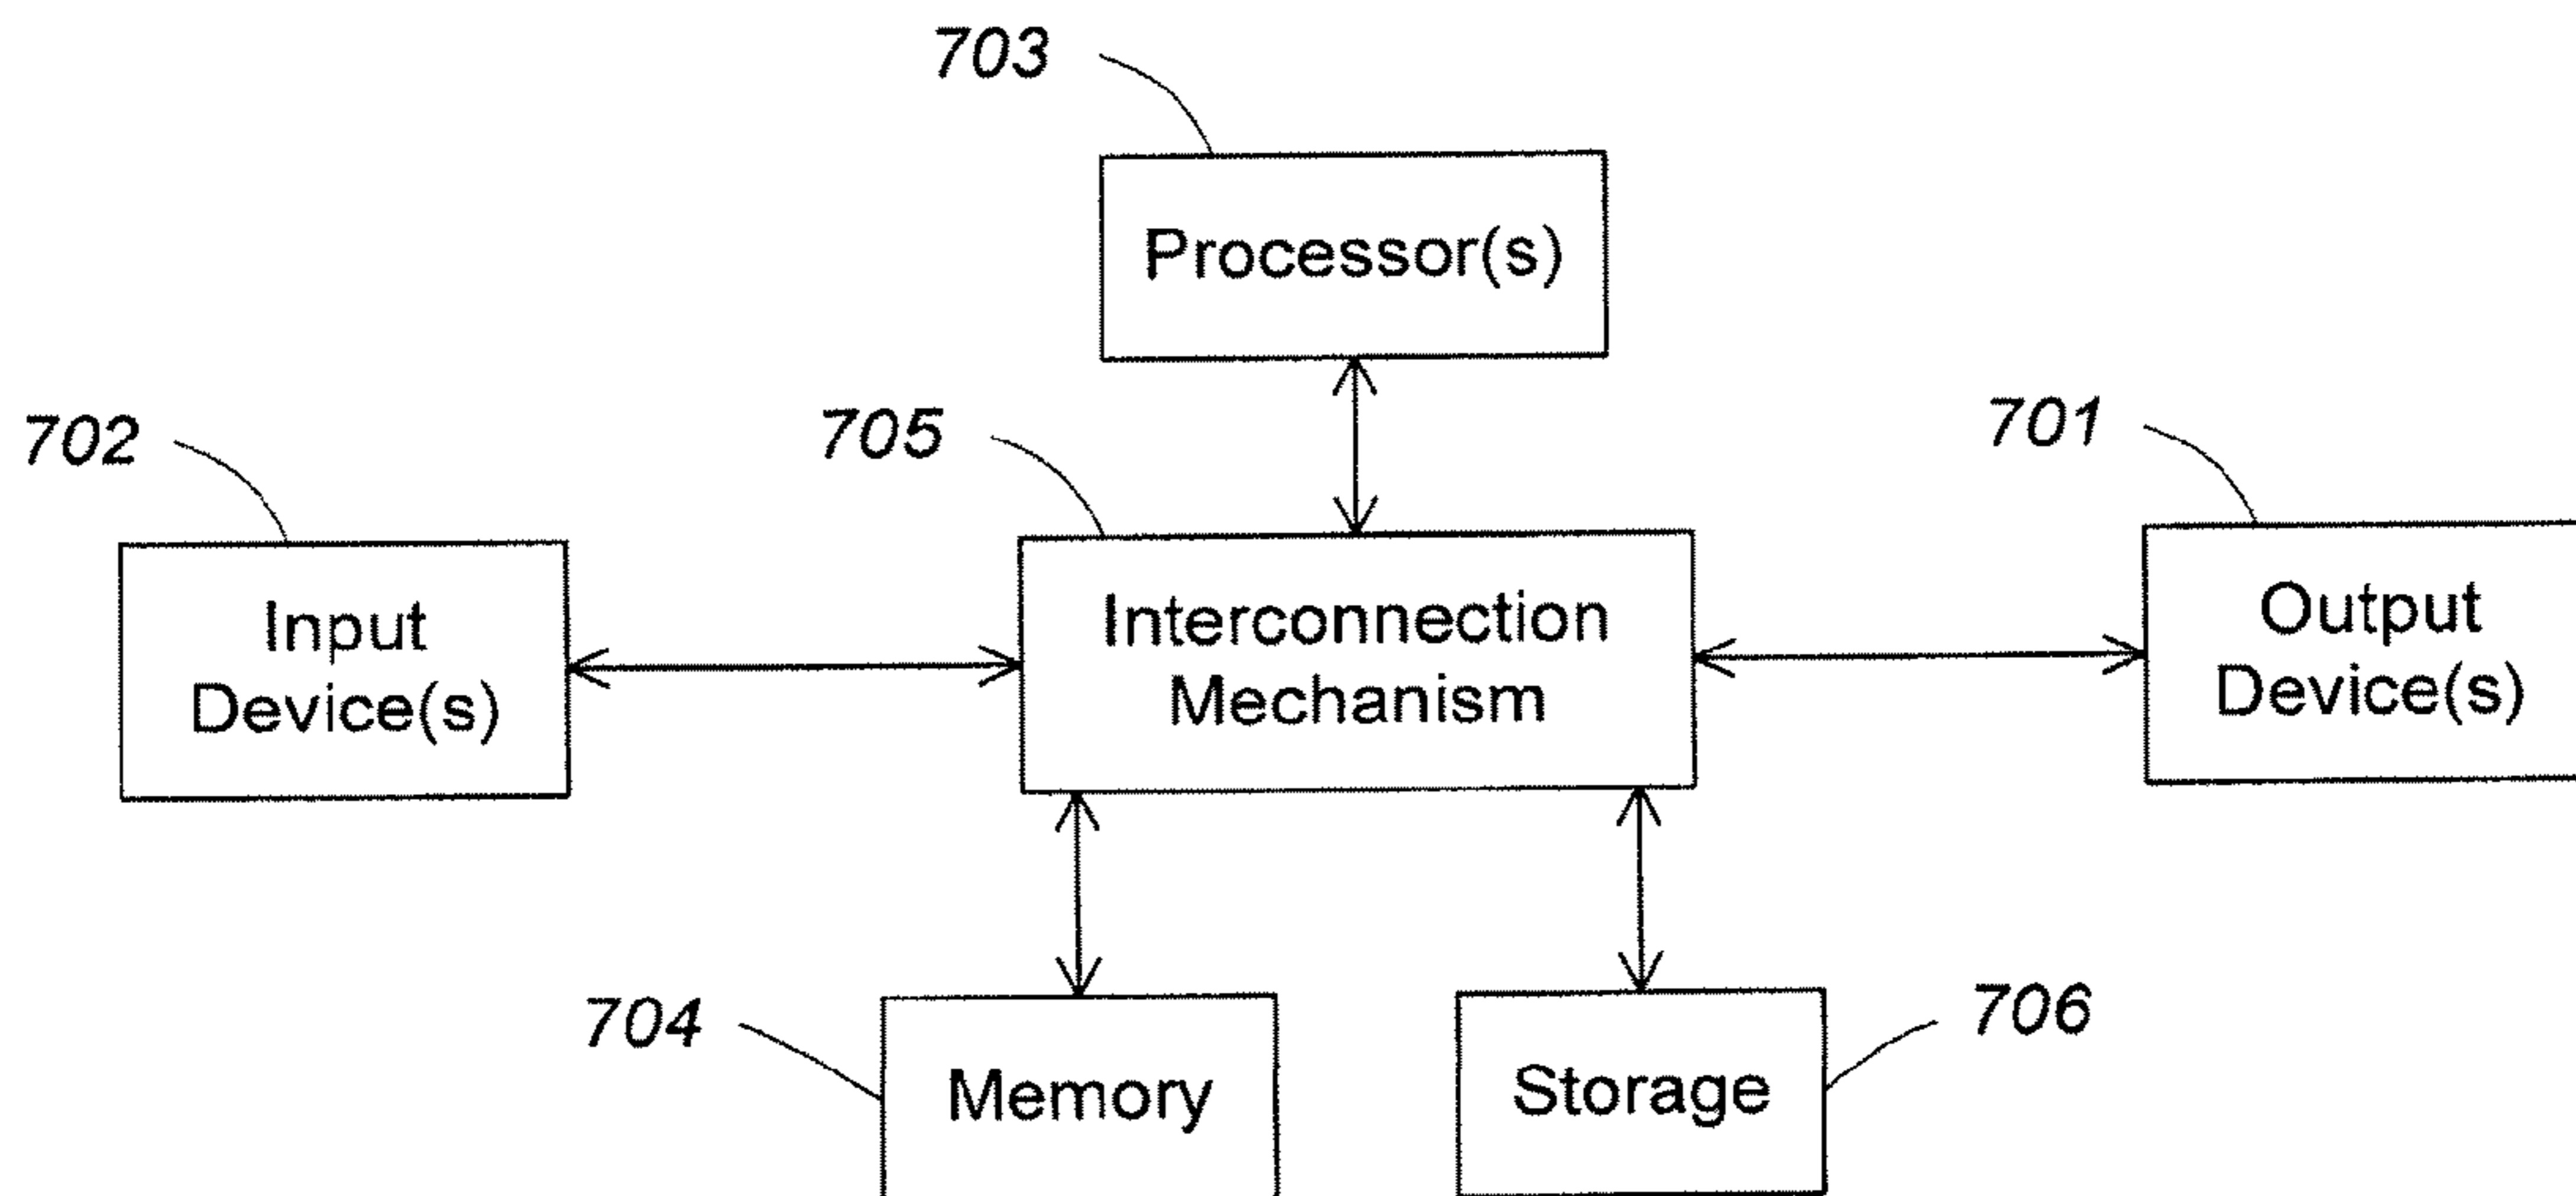 703
Processor(s)
702
705
701
Input
Device(s)
Interconnection
Mechanism
Output
Device(s)
704
Memory
Storage
706